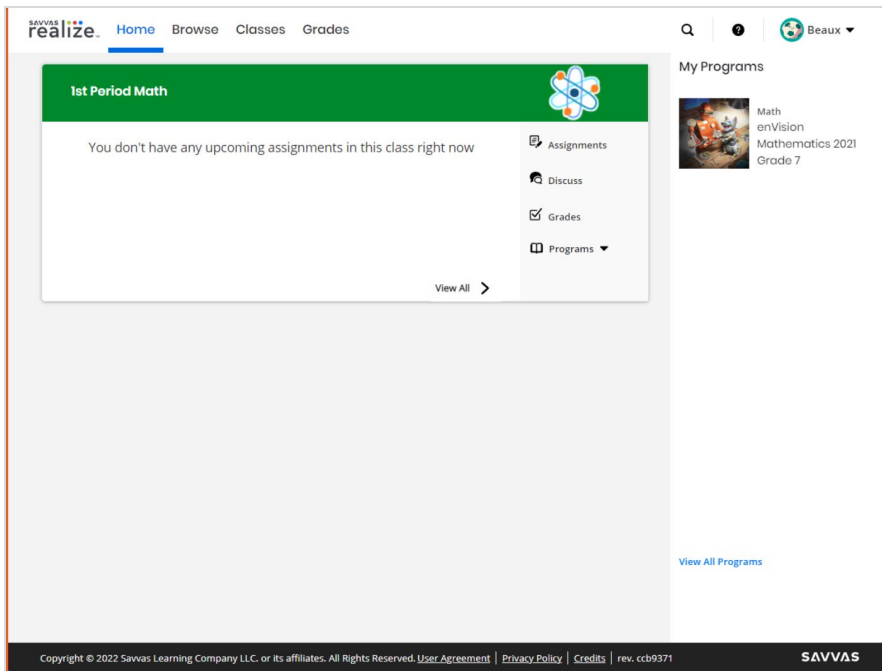 SAVVAS
realize. Home Browse Classes Grades
Beaux
1st Period Math
You don't have any upcoming assignments in this class right now
Assignments
Discuss
Grades
Programs
View All
My Programs
Math
enVision
Mathematics 2021
Grade 7
View All Programs
Copyright © 2022 Savvas Learning Company LLC. or its affiliates. All Rights Reserved. User Agreement | Privacy Policy | Credits | rev. ccb9371
SAVVAS